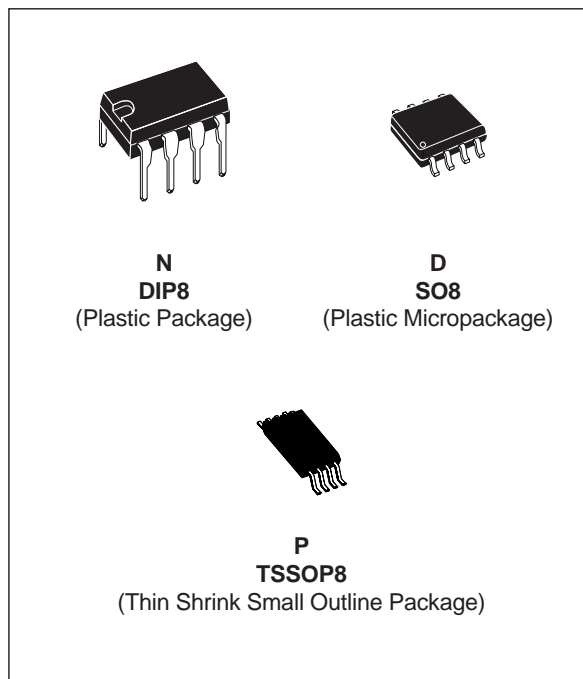 N
DIP8
(Plastic Package)
D
SO8
(Plastic Micropackage)
P
TSSOP8
(Thin Shrink Small Outline Package)